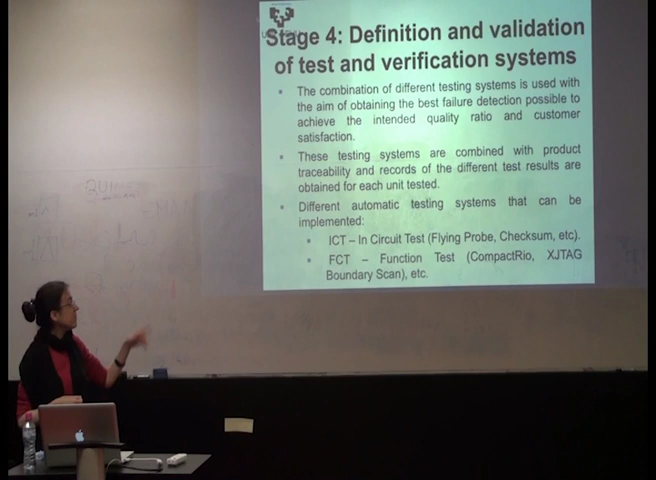 Stage 4: Definition and validation
of test and verification systems
The combination of different testing systems is used with
the aim of obtaining the best failure detection possible to
achieve the intended quality ratio and customer
satisfaction.
These testing systems are combined with product
traceability and records of the different test results are
obtained for each unit tested.
Different automatic testing systems that can be
implemented:
ICT – In Circuit Test (Flying Probe, Checksum, etc).
FCT – Function Test (CompactRio, XJTAG
Boundary Scan), etc.